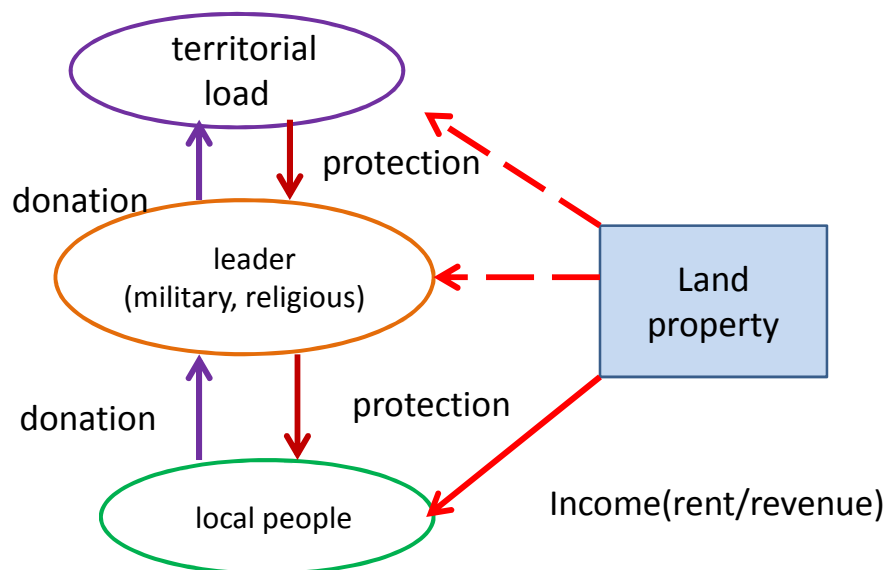 territorial
load
protection
donation
leader
(military, religious)
Land
property
protection
donation
local people
Income(rent/revenue)